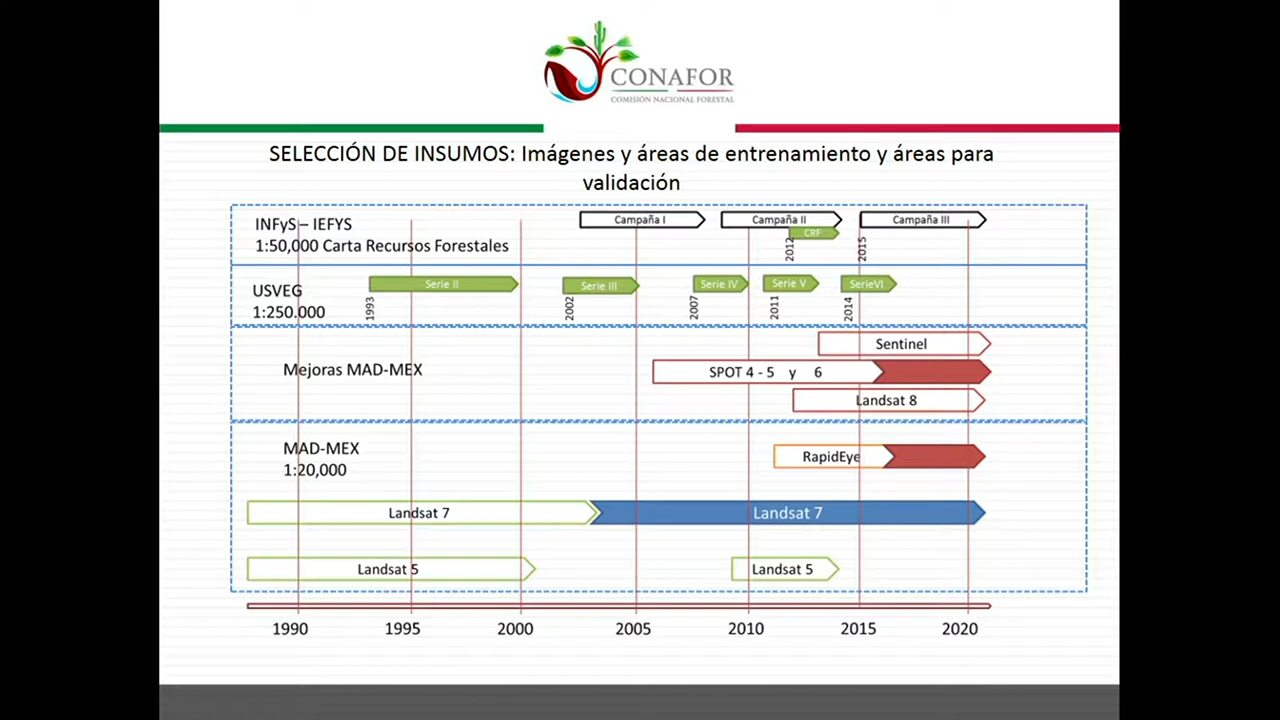 CONAFOR
COMISIÓN NACIONAL FORESTAL
SELECCIÓN DE INSUMOS: Imágenes y áreas de entrenamiento y áreas para
validación
INFyS – IEFYS
1:50,000 Carta Recursos Forestales
Campaña I
Campaña II
Campaña III
CRF
2012
2015
USVEG
1:250.000
Serie II
Serie III
Serie IV
Serie V
SerieVI
1993
2002
2007
2011
2014
Mejoras MAD-MEX
Sentinel
SPOT 4 - 5 y 6
Landsat 8
MAD-MEX
1:20,000
RapidEye
Landsat 7
Landsat 7
Landsat 5
Landsat 5
1990
1995
2000
2005
2010
2015
2020